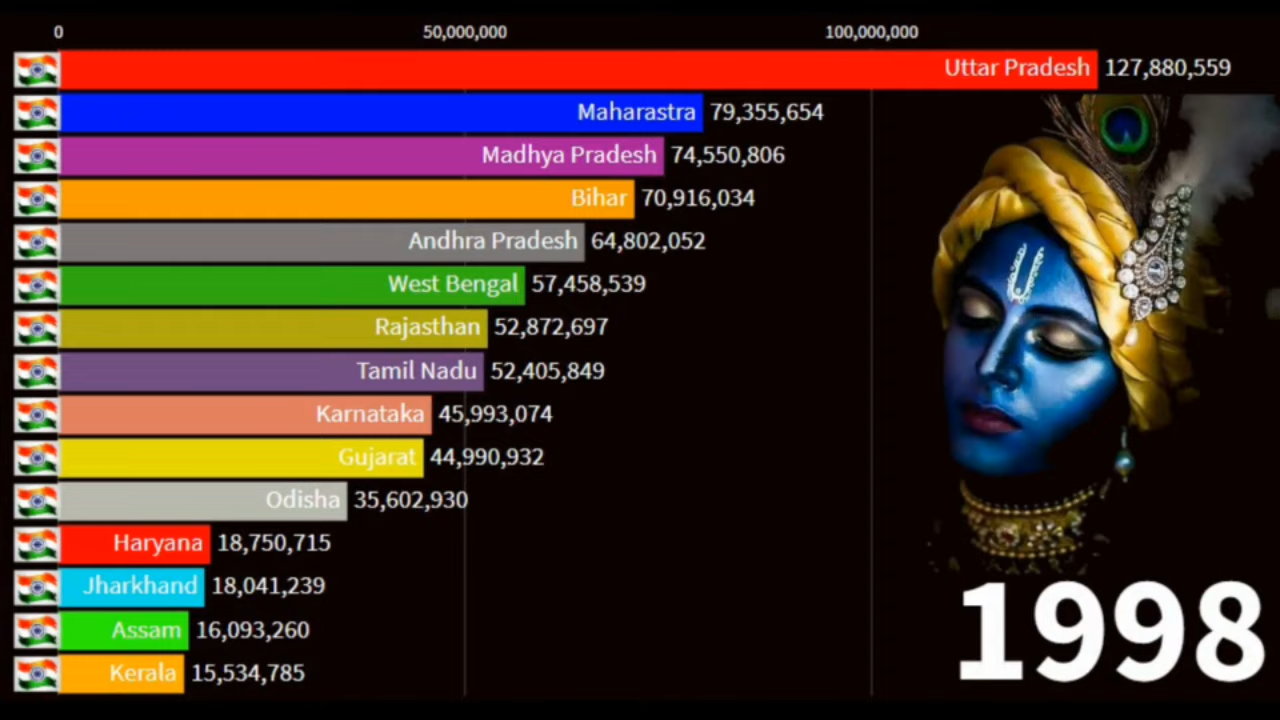 0 50,000,000 100,000,000
Uttar Pradesh 127,880,559
Maharastra 79,355,654
Madhya Pradesh 74,550,806
Bihar 70,916,034
Andhra Pradesh 64,802,052
West Bengal 57,458,539
Rajasthan 52,872,697
Tamil Nadu 52,405,849
Karnataka 45,993,074
Gujarat 44,990,932
Odisha 35,602,930
Haryana 18,750,715
Jharkhand 18,041,239
Assam 16,093,260
Kerala 15,534,785
1998